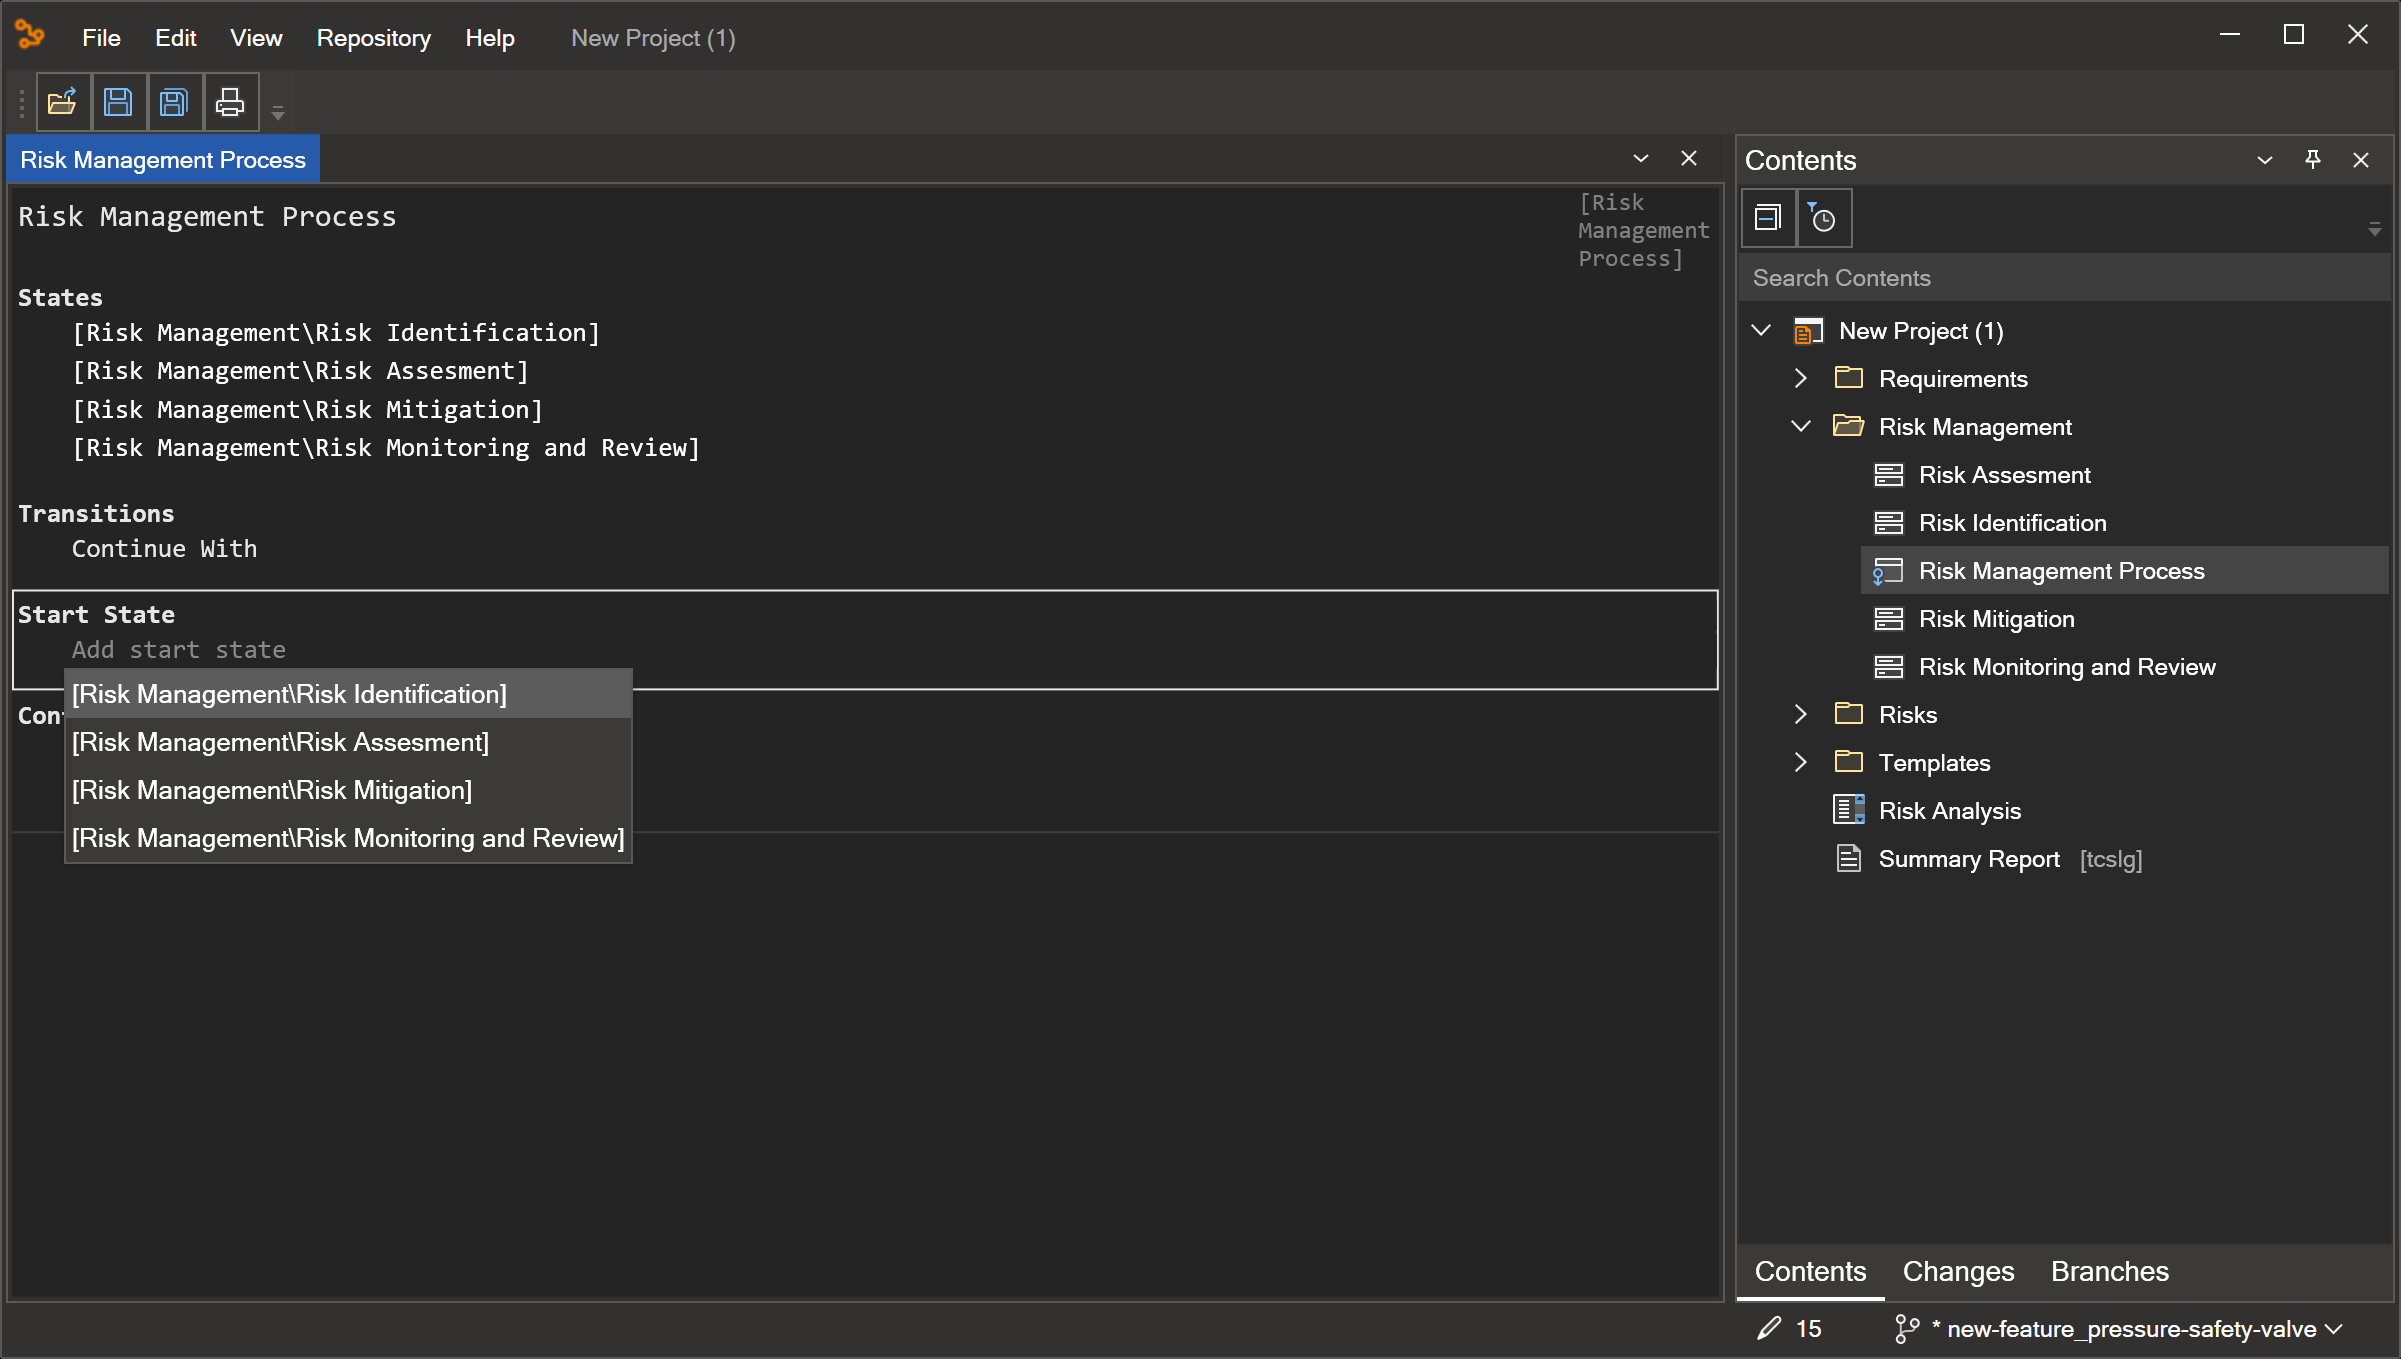 File Edit View Repository Help New Project (1)
Risk Management Process
Risk Management Process
[Risk
Management
Process]
States
[Risk Management\Risk Identification]
[Risk Management\Risk Assesment]
[Risk Management\Risk Mitigation]
[Risk Management\Risk Monitoring and Review]
Transitions
Continue With
Start State
Add start state
[Risk Management\Risk Identification]
[Risk Management\Risk Assesment]
[Risk Management\Risk Mitigation]
[Risk Management\Risk Monitoring and Review]
Contents
Search Contents
New Project (1)
Requirements
Risk Management
Risk Assesment
Risk Identification
Risk Management Process
Risk Mitigation
Risk Monitoring and Review
Risks
Templates
Risk Analysis
Summary Report [tcslg]
Contents Changes Branches
15 * new-feature_pressure-safety-valve